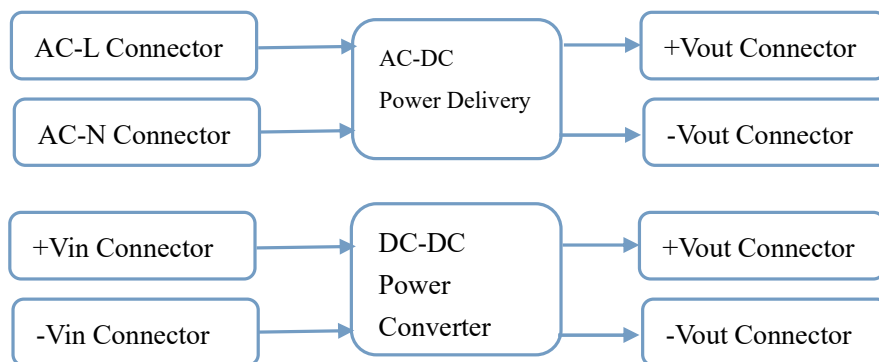 AC-L Connector
AC-DC
Power Delivery
+Vout Connector
AC-N Connector
-Vout Connector
+Vin Connector
DC-DC
Power
Converter
+Vout Connector
-Vin Connector
-Vout Connector